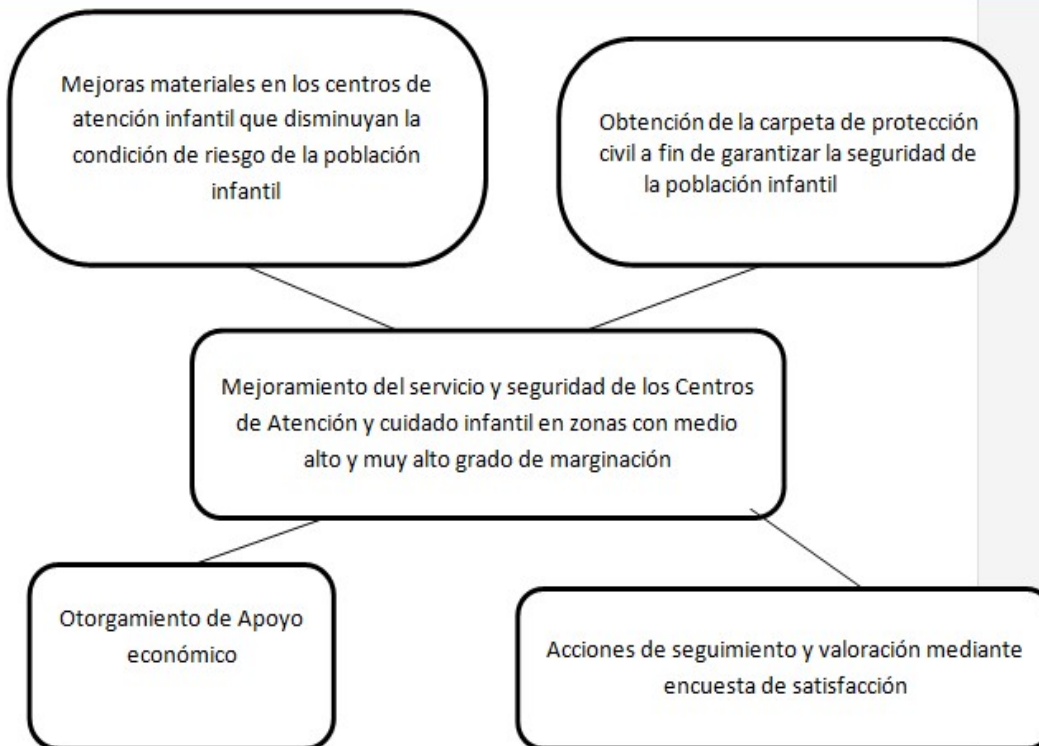 Mejoras materiales en los centros de
atención infantil que disminuyan la
condición de riesgo de la población
infantil
Obtención de la carpeta de protección
civil a fin de garantizar la seguridad de
la población infantil
Mejoramiento del servicio y seguridad de los Centros
de Atención y cuidado infantil en zonas con medio
alto y muy alto grado de marginación
Otorgamiento de Apoyo
económico
Acciones de seguimiento y valoración mediante
encuesta de satisfacción